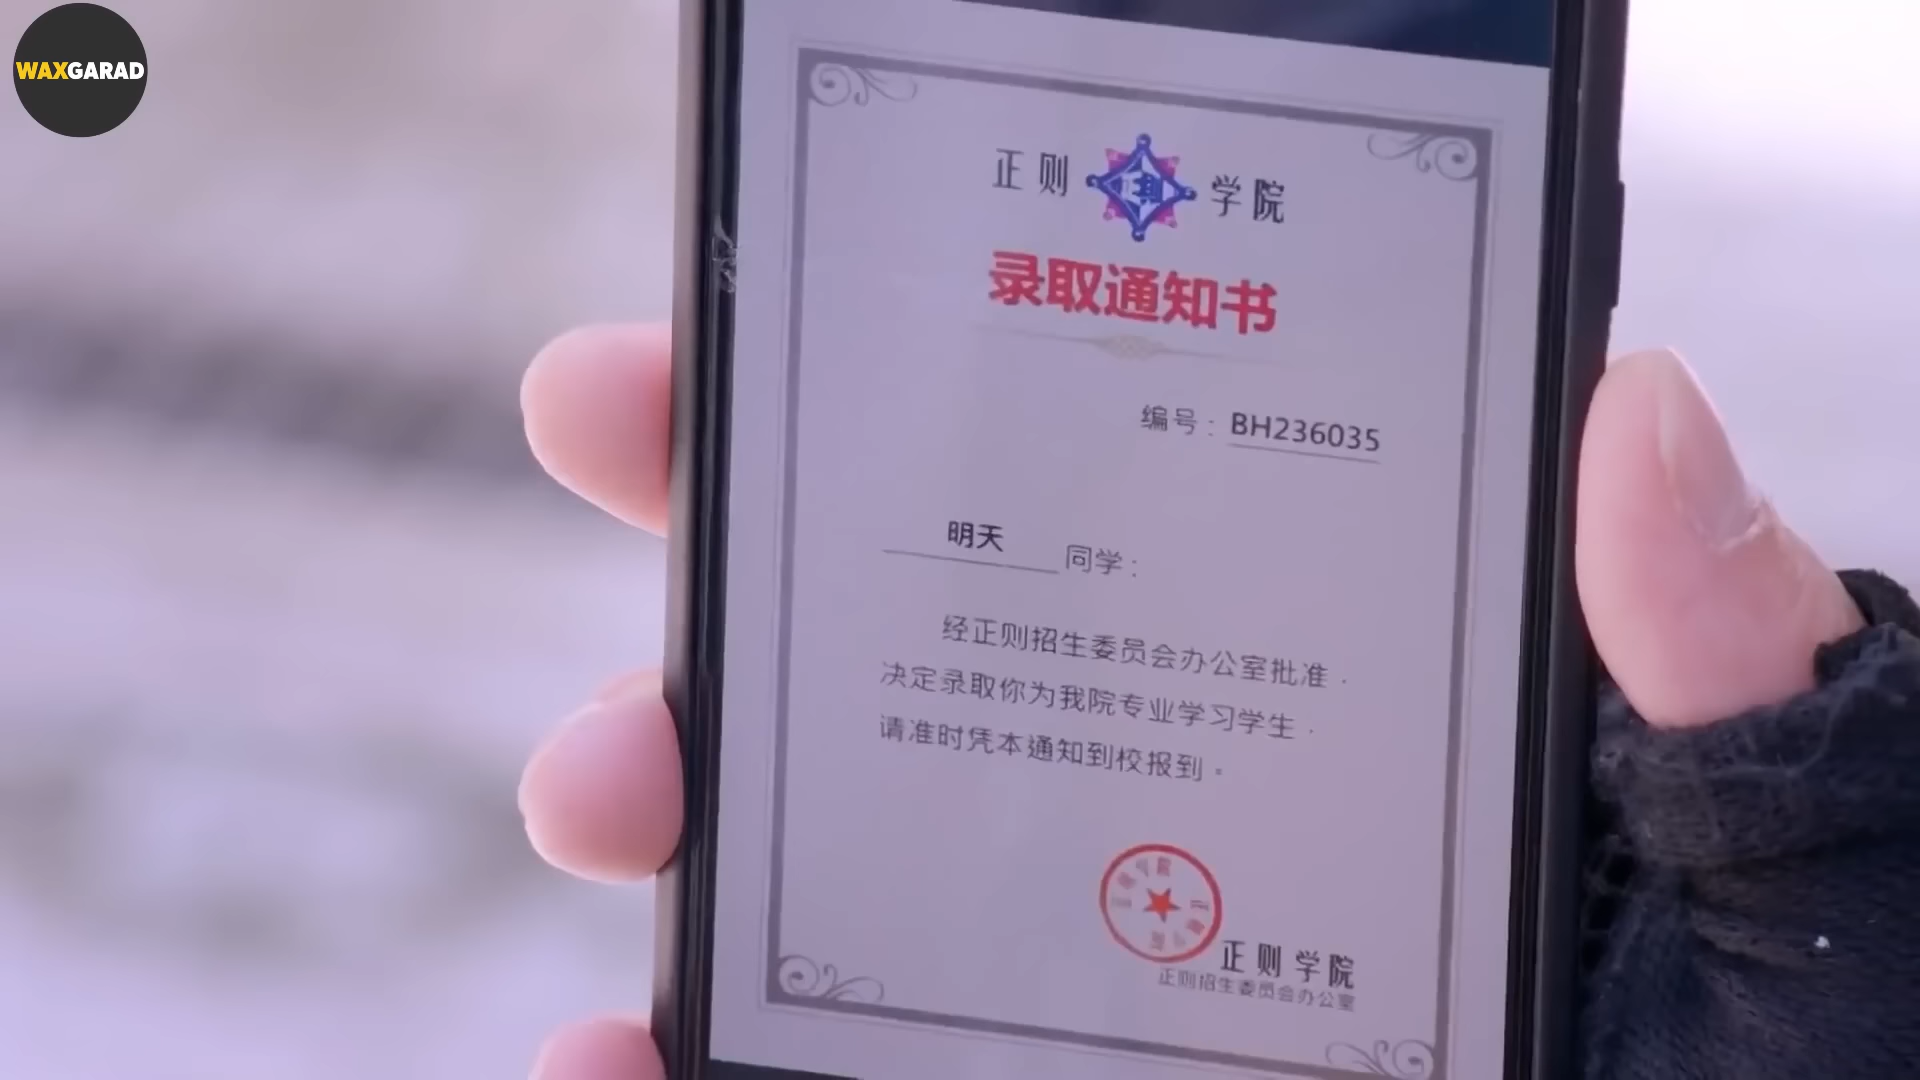 WAXGARAD
正则 学院
录取通知书
编号：BH236035
明天 同学：
经正则招生委员会办公室批准，
决定录取你为我院专业学习学生，
请准时凭本通知到校报到。
正则学院
正则招生委员会办公室